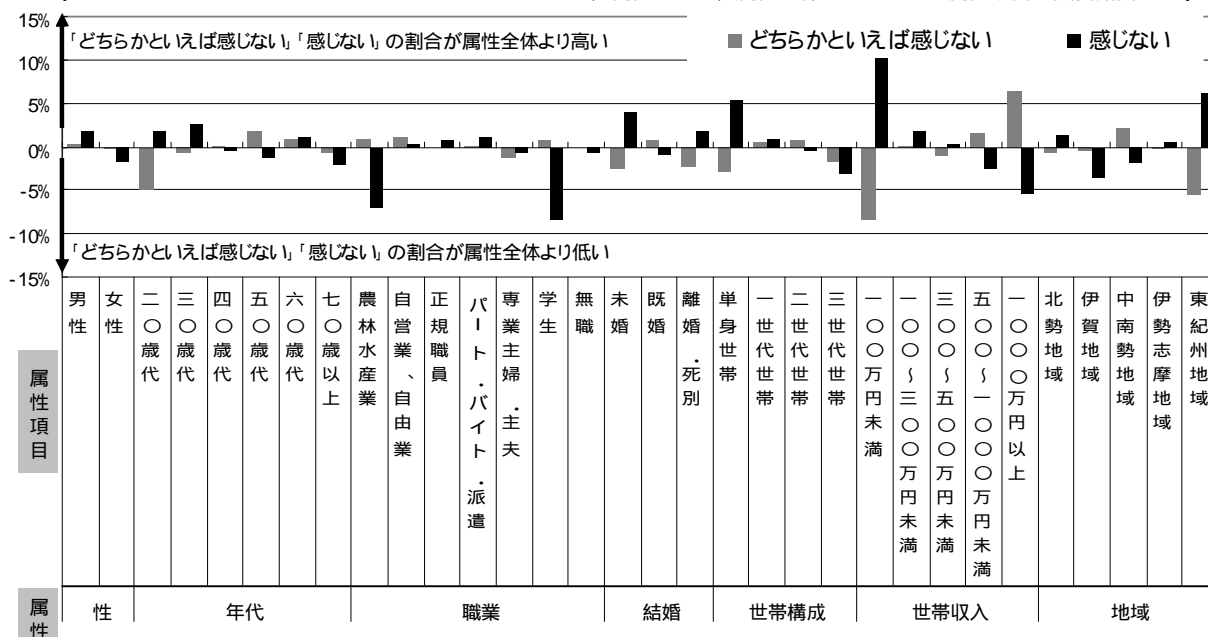 15%
10%
5%
0%
-5%
-10%
-15%
「どちらかといえば感じない」「感じない」の割合が属性全体より高い
■ どちらかといえば感じない ■ 感じない
「どちらかといえば感じない」「感じない」の割合が属性全体より低い
属性項目
男性
女性
二〇歳代
三〇歳代
四〇歳代
五〇歳代
六〇歳代
七〇歳以上
農林水産業
自営業、自由業
正規職員
パート・バイト・派遣
専業主婦・主夫
学生
無職
未婚
既婚
離婚・死別
単身世帯
一世代世帯
二世代世帯
三世代世帯
一〇〇万円未満
一〇〇～三〇〇万円未満
三〇〇～五〇〇万円未満
五〇〇～一〇〇〇万円未満
一〇〇〇万円以上
北勢地域
伊賀地域
中南勢地域
伊勢志摩地域
東紀州地域
属性
性
年代
職業
結婚
世帯構成
世帯収入
地域